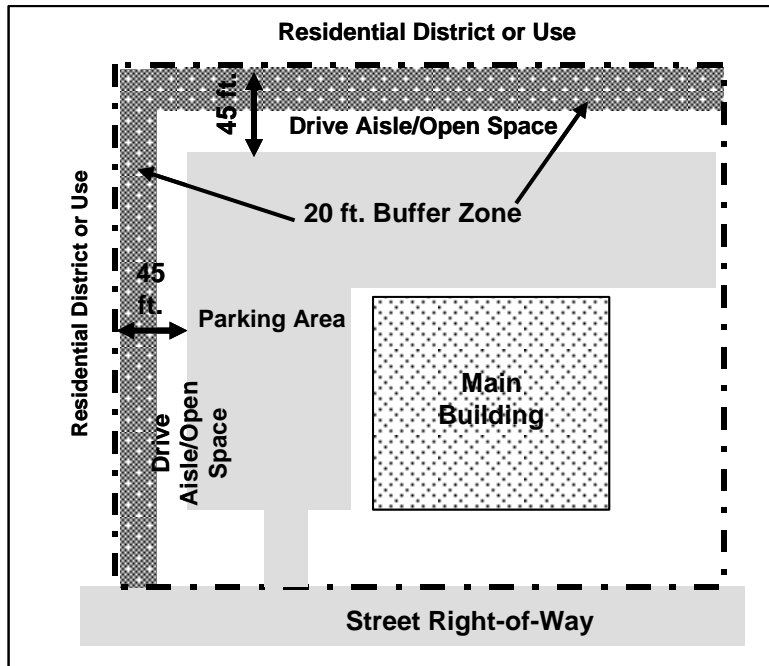 Residential District or Use
45 ft.
Drive Aisle/Open Space
20 ft. Buffer Zone
Residential District or Use
45
ft.
Parking Area
Main
Building
Drive
Aisle/Open
Space
Street Right-of-Way